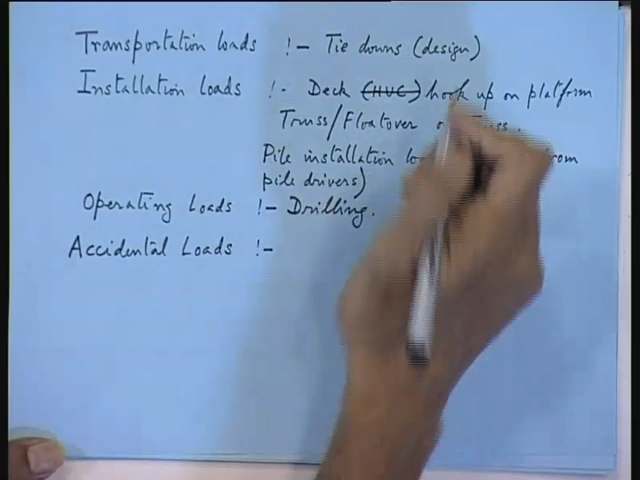 Transportation loads :- Tie downs (design)
Installation loads :- Deck (HUC) hook up on platform
Truss/Floatover
Pile installation
pile drivers)
Operating Loads :- Drilling.
Accidental Loads :-